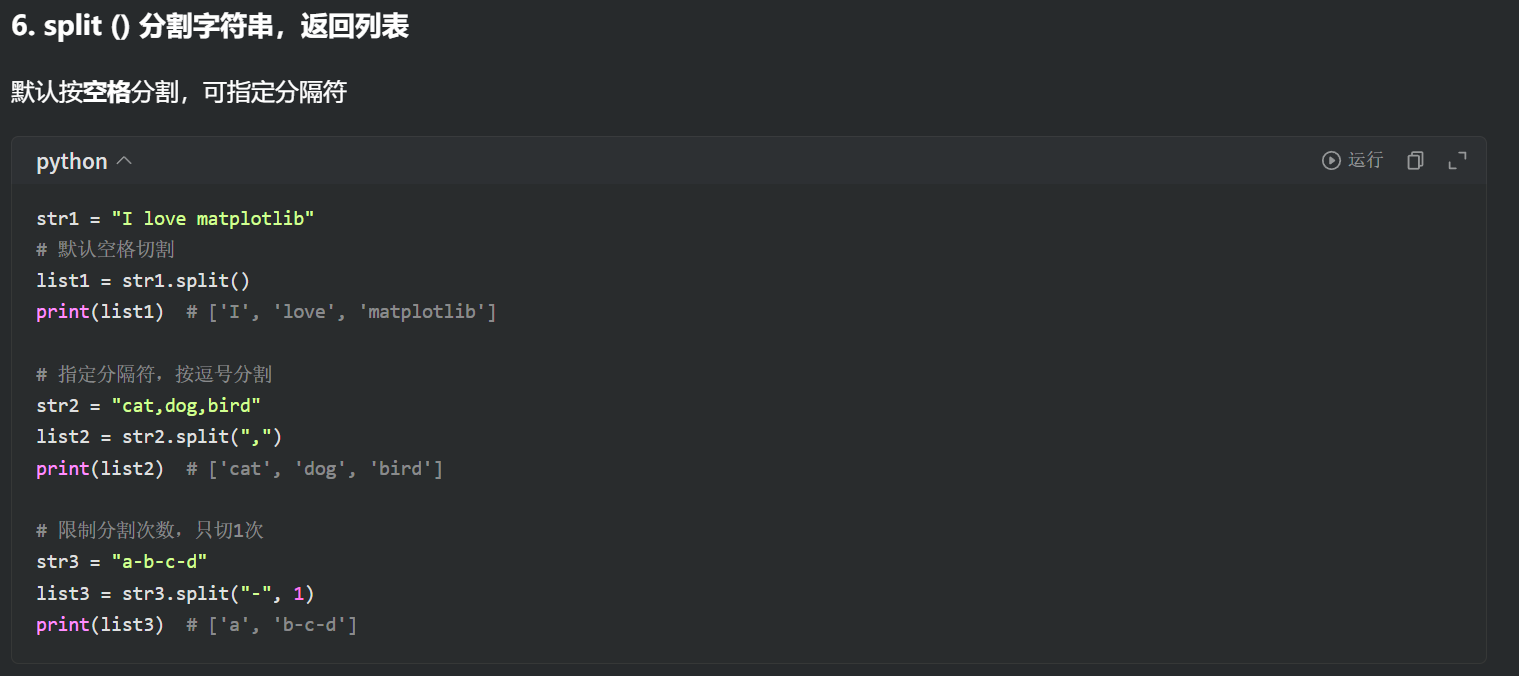 6. split () 分割字符串，返回列表
默认按空格分割，可指定分隔符
python
运行
str1 = "I love matplotlib"
# 默认空格切割
list1 = str1.split()
print(list1)  # ['I', 'love', 'matplotlib']
# 指定分隔符，按逗号分割
str2 = "cat,dog,bird"
list2 = str2.split(",")
print(list2)  # ['cat', 'dog', 'bird']
# 限制分割次数，只切1次
str3 = "a-b-c-d"
list3 = str3.split("-", 1)
print(list3)  # ['a', 'b-c-d']